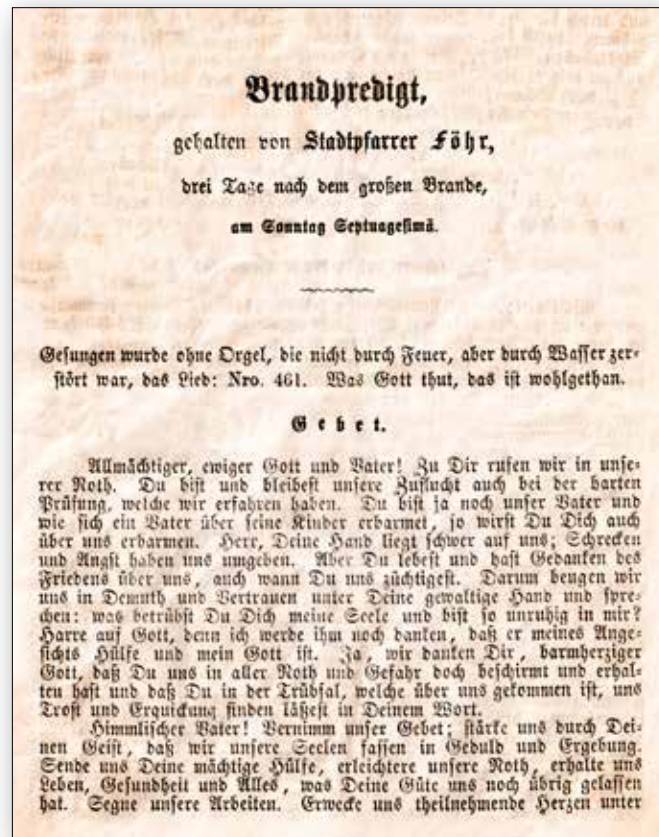 Brandpredigt,
gehalten von Stadtpfarrer Föhr,
drei Tage nach dem großen Brande,
am Sonntag Septuagesimä.
Gesungen wurde ohne Orgel, die nicht durch Feuer, aber durch Wasser zer-
stört war, das Lied: Nro. 461. Was Gott thut, das ist wohlgethan.
Gebet.
Allmächtiger, ewiger Gott und Vater! Zu Dir rufen wir in unse-
rer Noth. Du bist und bleibest unsere Zuflucht auch bei der harten
Prüfung, welche wir erfahren haben. Du bist ja noch unser Vater und
wie sich ein Vater über seine Kinder erbarmet, so wirst Du Dich auch
über uns erbarmen. Herr, Deine Hand liegt schwer auf uns; Schrecken
und Angst haben uns umgeben. Aber Du lebest und hast Gedanken des
Friedens über uns, auch wann Du uns züchtigest. Darum beugen wir
uns in Demuth und Vertrauen unter Deine gewaltige Hand und spre-
chen: was betrübst Du Dich meine Seele und bist so unruhig in mir?
Harre auf Gott, denn ich werde ihm noch danken, daß er meines Ange-
sichts Hülfe und mein Gott ist. Ja, wir danken Dir, barmherziger
Gott, daß Du uns in aller Noth und Gefahr doch beschirmt und erhal-
ten hast und daß Du in der Trübsal, welche über uns gekommen ist, uns
Trost und Erquickung finden läßest in Deinem Wort.
Himmlischer Vater! Vernimm unser Gebet; stärke uns durch Dei-
nen Geist, daß wir unsere Seelen fassen in Geduld und Ergebung.
Sende uns Deine mächtige Hülfe, erleichtere unsere Noth, erhalte uns
Leben, Gesundheit und Alles, was Deine Güte uns noch übrig gelassen
hat. Segne unsere Arbeiten. Erwecke uns theilnehmende Herzen unter